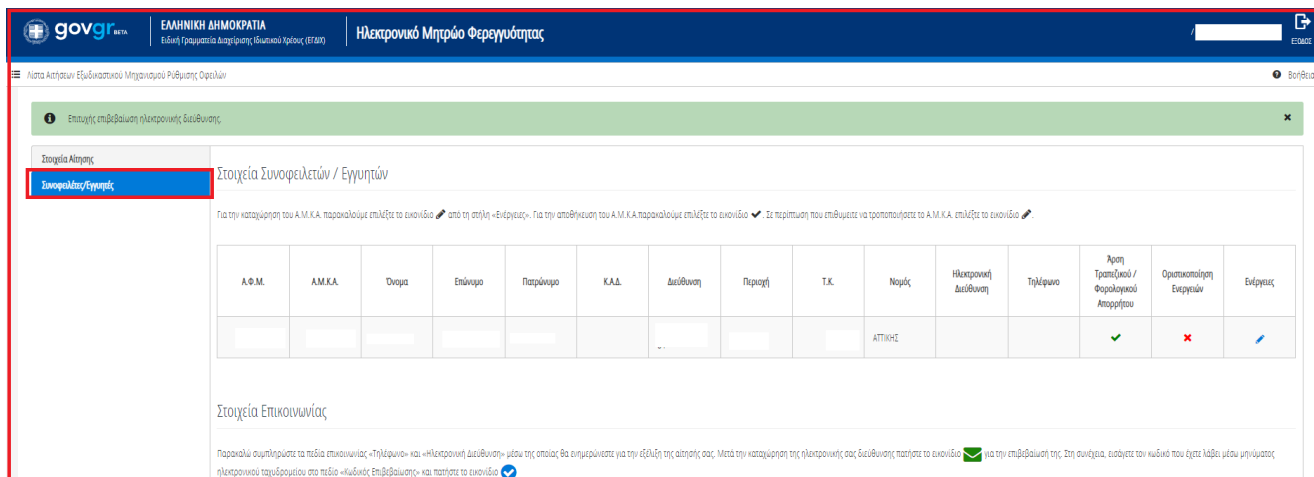 govgr BETA
ΕΛΛΗΝΙΚΗ ΔΗΜΟΚΡΑΤΙΑ
Ειδική Γραμματεία Διαχείρισης Ιδιωτικού Χρέους (ΕΓΔΙΧ)
Ηλεκτρονικό Μητρώο Φερεγγυότητας
/
ΕΞΟΔΟΣ
Λίστα Αιτήσεων Εξωδικαστικού Μηχανισμού Ρύθμισης Οφειλών
Βοήθεια
Επιτυχής επιβεβαίωση ηλεκτρονικής διεύθυνσης.
Στοιχεία Αίτησης
Συνοφειλέτες/Εγγυητές
Στοιχεία Συνοφειλετών / Εγγυητών
Για την καταχώρηση του Α.Μ.Κ.Α. παρακαλούμε επιλέξτε το εικονίδιο από τη στήλη «Ενέργειες». Για την αποθήκευση του Α.Μ.Κ.Α.παρακαλούμε επιλέξτε το εικονίδιο . Σε περίπτωση που επιθυμειτε να τροποποιήσετε το Α.Μ.Κ.Α. επιλέξτε το εικονίδιο .
Α.Φ.Μ. Α.Μ.Κ.Α. Όνομα Επώνυμο Πατρώνυμο Κ.Α.Δ. Διεύθυνση Περιοχή Τ.Κ. Νομός Ηλεκτρονική Διεύθυνση Τηλέφωνο Άρση Τραπεζικού / Φορολογικού Απορρήτου Οριστικοποίηση Ενεργειών Ενέργειες
ΑΤΤΙΚΗΣ
Στοιχεία Επικοινωνίας
Παρακαλώ συμπληρώστε τα πεδία επικοινωνίας «Τηλέφωνο» και «Ηλεκτρονική Διεύθυνση» μέσω της οποίας θα ενημερώνεστε για την εξέλιξη της αίτησής σας. Μετά την καταχώρηση της ηλεκτρονικής σας διεύθυνσης πατήστε το εικονίδιο για την επιβεβαίωσή της. Στη συνέχεια, εισάγετε τον κωδικό που έχετε λάβει μέσω μηνύματος
ηλεκτρονικού ταχυδρομείου στο πεδίο «Κωδικός Επιβεβαίωσης» και πατήστε το εικονίδιο